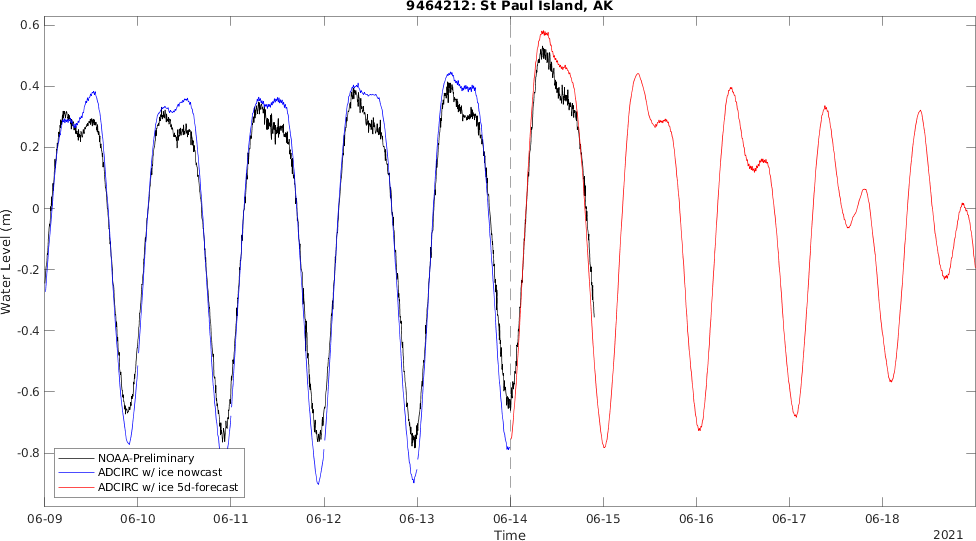 9464212: St Paul Island, AK
0.6
0.4
0.2
0
-0.2
-0.4
-0.6
-0.8
Water Level (m)
NOAA-Preliminary
ADCIRC w/ ice nowcast
ADCIRC w/ ice 5d-forecast
06-09 06-10 06-11 06-12 06-13 06-14 06-15 06-16 06-17 06-18
Time
2021